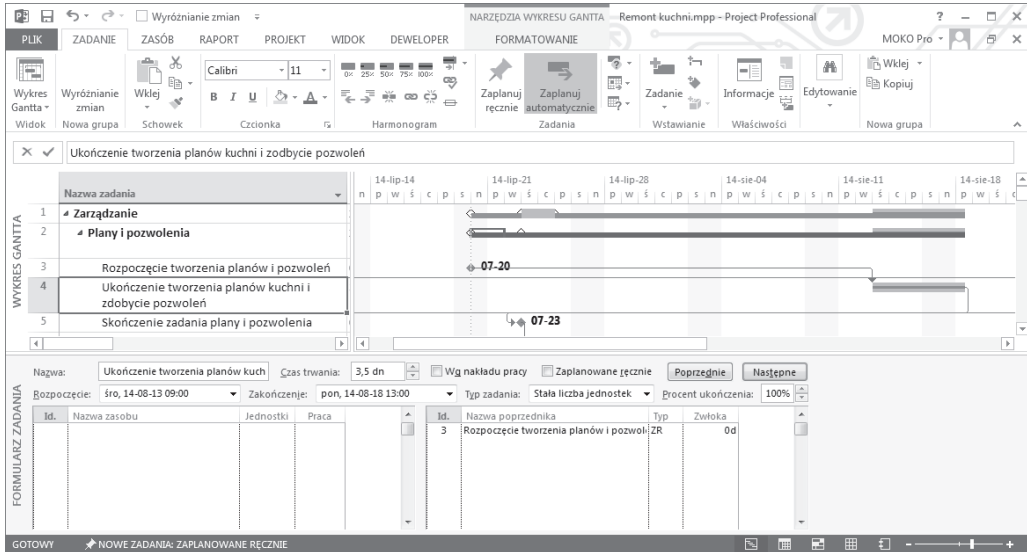 Wyróżnianie zmian
NARZĘDZIA WYKRESU GANTTA
Remont kuchni.mpp - Project Professional
?
PLIK ZADANIE ZASÓB RAPORT PROJEKT WIDOK DEWELOPER FORMATOWANIE
MOKO Pro
Wykres Gantta
Wyróżnianie zmian
Wklej
Calibri 11
B I U A
0× 25× 50× 75× 100×
Zaplanuj ręcznie
Zaplanuj automatycznie
Zadanie
Informacje
Edytowanie
Wklej
Kopiuj
Widok Nowa grupa Schowek Czcionka Harmonogram Zadania Wstawianie Właściwości Nowa grupa
Ukończenie tworzenia planów kuchni i zodbycie pozwoleń
14-lip-14 14-lip-21 14-lip-28 14-sie-04 14-sie-11 14-sie-18
Nazwa zadania
n p w ś c p s n p w ś c p s n p w ś c p s n p w ś c p s n p w ś c p s n p w ś
WYKRES GANTTA
1 Zarządzanie
2 Plany i pozwolenia
3 Rozpoczęcie tworzenia planów i pozwoleń 07-20
4 Ukończenie tworzenia planów kuchni i
zdobycie pozwoleń
5 Skończenie zadania plany i pozwolenia 07-23
FORMULARZ ZADANIA
Nazwa: Ukończenie tworzenia planów kuch Czas trwania: 3,5 dn Wg nakładu pracy Zaplanowane ręcznie Poprzednie Następne
Rozpoczęcie: śro, 14-08-13 09:00 Zakończenie: pon, 14-08-18 13:00 Typ zadania: Stała liczba jednostek Procent ukończenia: 100%
Id. Nazwa zasobu Jednostki Praca Id. Nazwa poprzednika Typ Zwłoka
3 Rozpoczęcie tworzenia planów i pozwol ZR 0d
GOTOWY NOWE ZADANIA: ZAPLANOWANE RĘCZNIE